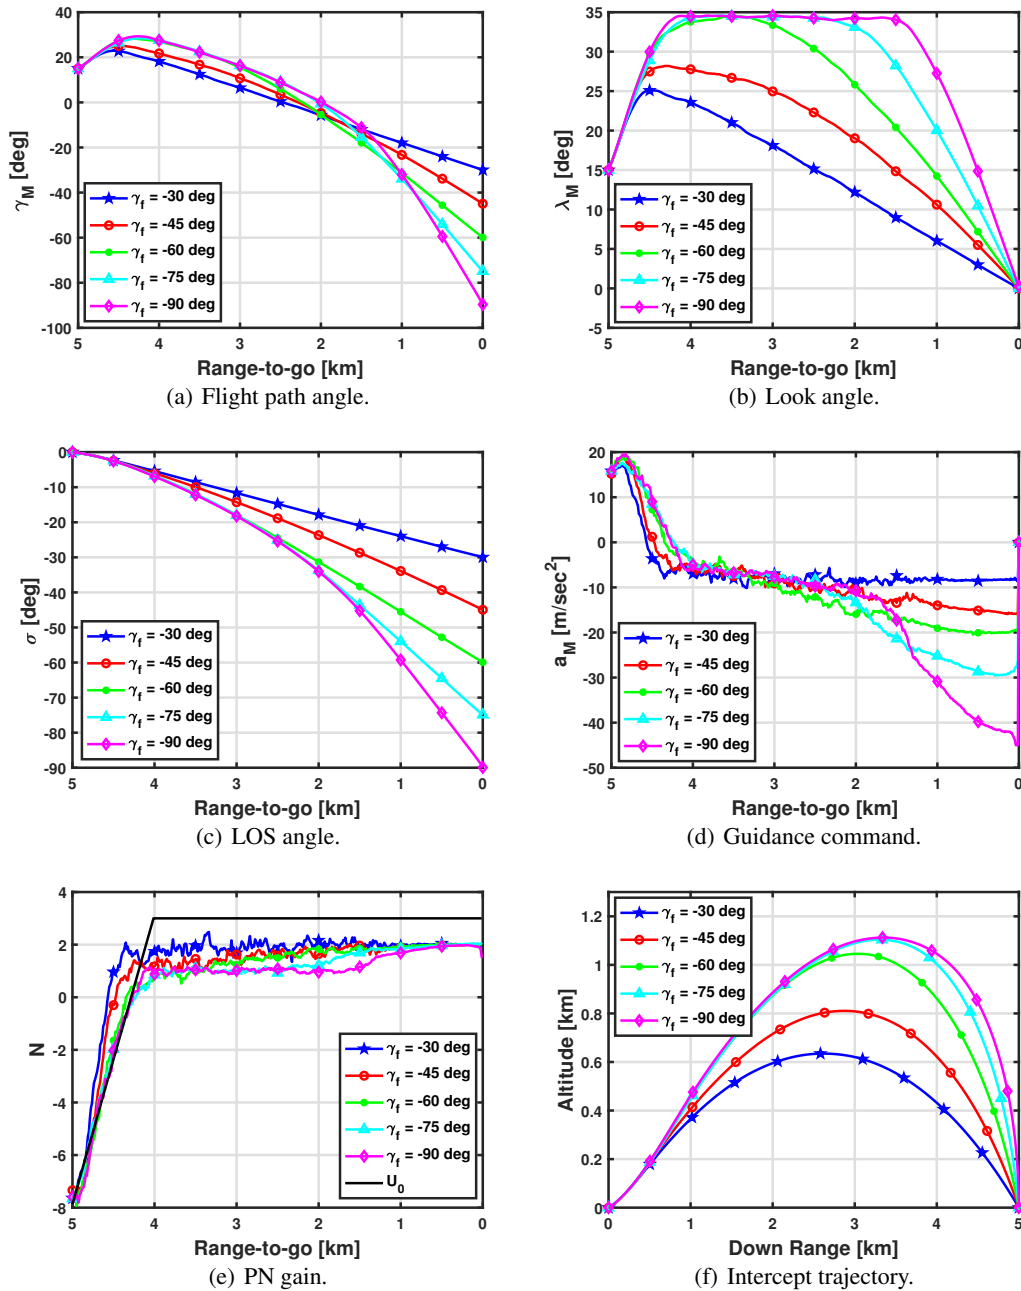 40
20
0
-20
-40
-60
-80
-100
γM [deg]
γf = -30 deg
γf = -45 deg
γf = -60 deg
γf = -75 deg
γf = -90 deg
5 4 3 2 1 0
Range-to-go [km]
(a) Flight path angle.
35
30
25
20
15
10
5
0
-5
λM [deg]
γf = -30 deg
γf = -45 deg
γf = -60 deg
γf = -75 deg
γf = -90 deg
5 4 3 2 1 0
Range-to-go [km]
(b) Look angle.
0
-10
-20
-30
-40
-50
-60
-70
-80
-90
σ [deg]
γf = -30 deg
γf = -45 deg
γf = -60 deg
γf = -75 deg
γf = -90 deg
5 4 3 2 1 0
Range-to-go [km]
(c) LOS angle.
20
10
0
-10
-20
-30
-40
-50
aM [m/sec²]
γf = -30 deg
γf = -45 deg
γf = -60 deg
γf = -75 deg
γf = -90 deg
5 4 3 2 1 0
Range-to-go [km]
(d) Guidance command.
4
2
0
-2
-4
-6
-8
N
γf = -30 deg
γf = -45 deg
γf = -60 deg
γf = -75 deg
γf = -90 deg
U0
5 4 3 2 1 0
Range-to-go [km]
(e) PN gain.
1.2
1
0.8
0.6
0.4
0.2
0
Altitude [km]
γf = -30 deg
γf = -45 deg
γf = -60 deg
γf = -75 deg
γf = -90 deg
0 1 2 3 4 5
Down Range [km]
(f) Intercept trajectory.